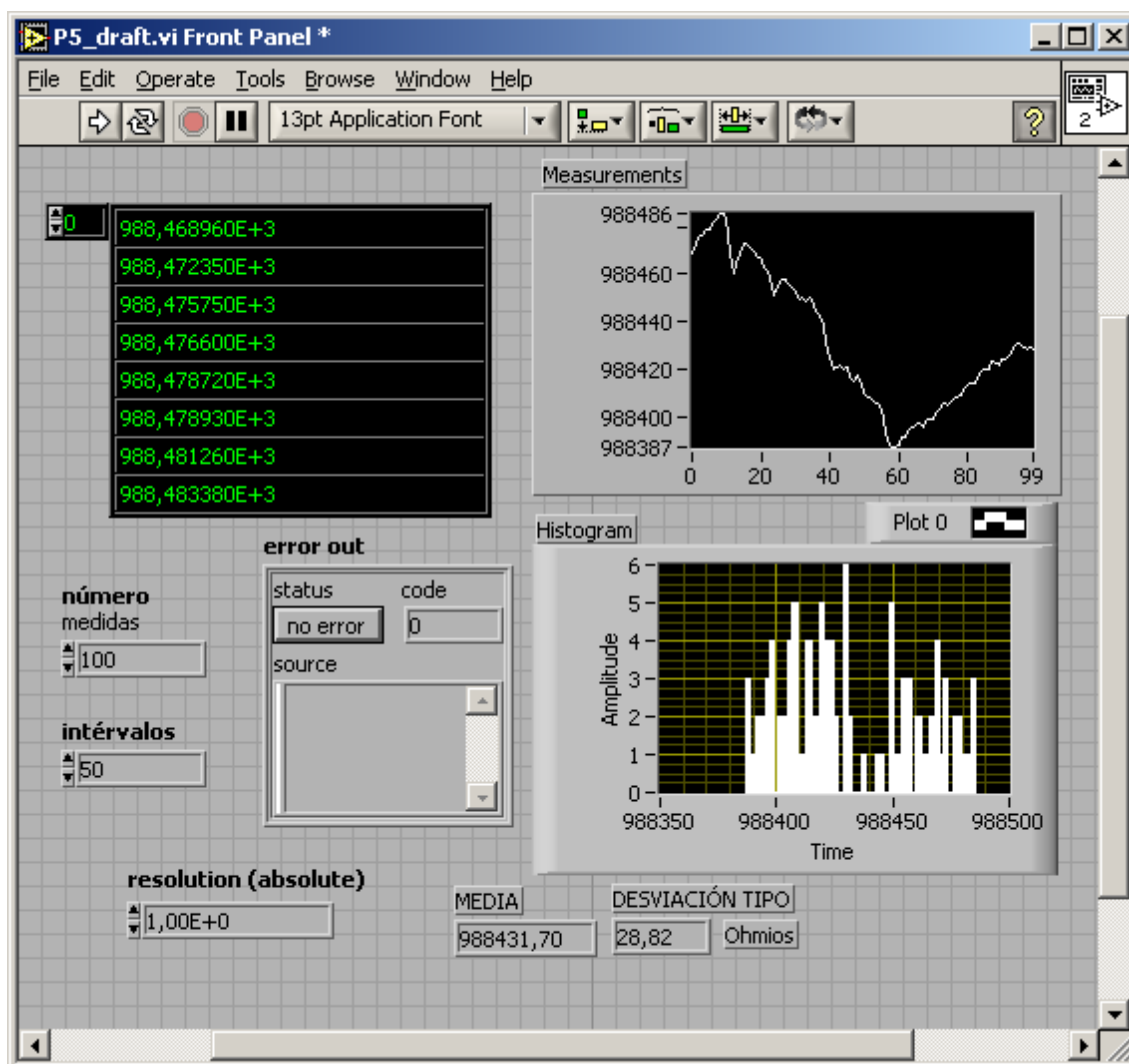 P5_draft.vi Front Panel *
File Edit Operate Tools Browse Window Help
13pt Application Font
? 2
Measurements
0
988,468960E+3
988,472350E+3
988,475750E+3
988,476600E+3
988,478720E+3
988,478930E+3
988,481260E+3
988,483380E+3
988486
988460
988440
988420
988400
988387
0 20 40 60 80 99
Plot 0
Histogram
error out
status code
no error 0
source
número
medidas
100
intérvalos
50
6
5
4
3
2
1
0
Amplitude
988350 988400 988450 988500
Time
resolution (absolute)
1,00E+0
MEDIA DESVIACIÓN TIPO
988431,70 28,82 Ohmios